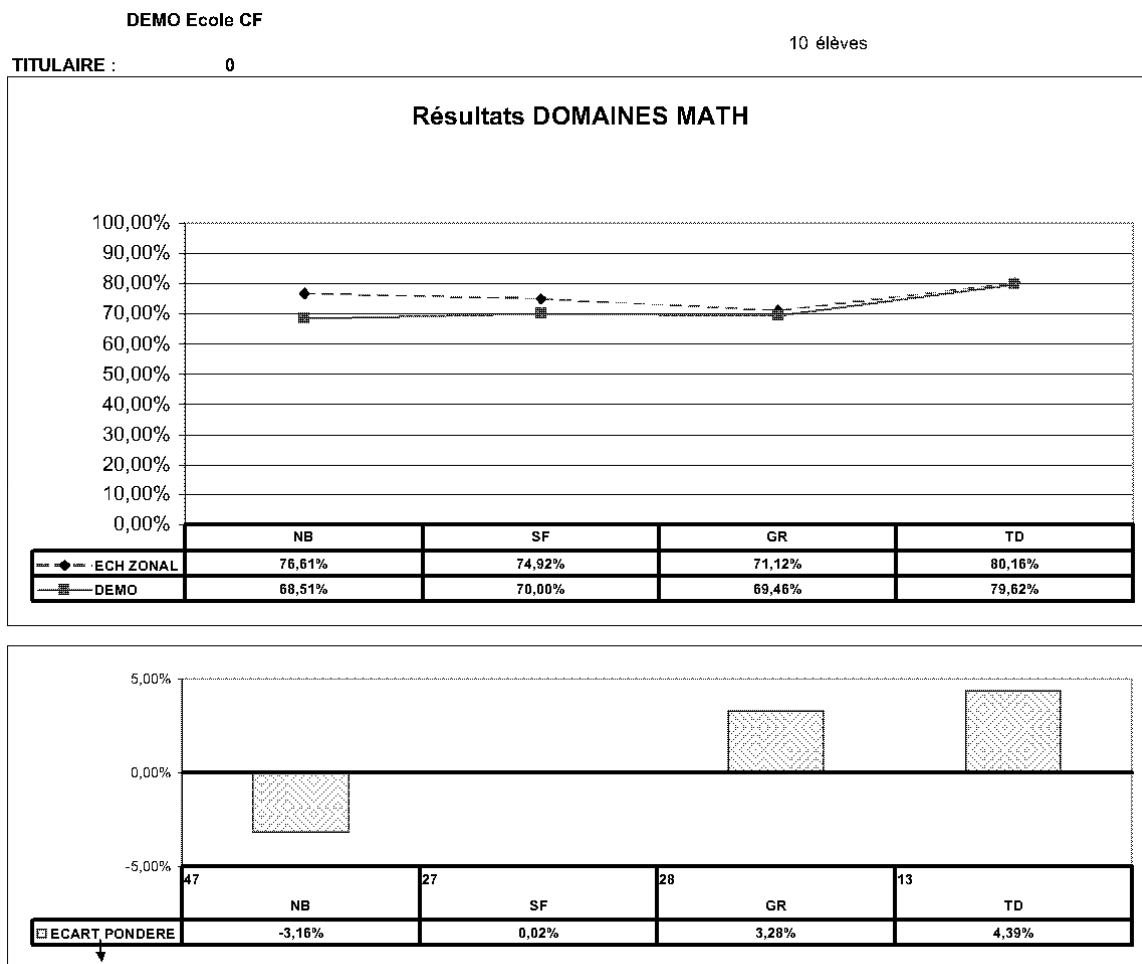 DEMO Ecole CF
10 élèves
TITULAIRE : 0
Résultats DOMAINES MATH
100,00%
90,00%
80,00%
70,00%
60,00%
50,00%
40,00%
30,00%
20,00%
10,00%
0,00%
NB SF GR TD
ECH ZONAL 76,61% 74,92% 71,12% 80,16%
DEMO 68,51% 70,00% 69,46% 79,62%
5,00%
0,00%
-5,00%
47 27 28 13
NB SF GR TD
ECART PONDERE -3,16% 0,02% 3,28% 4,39%